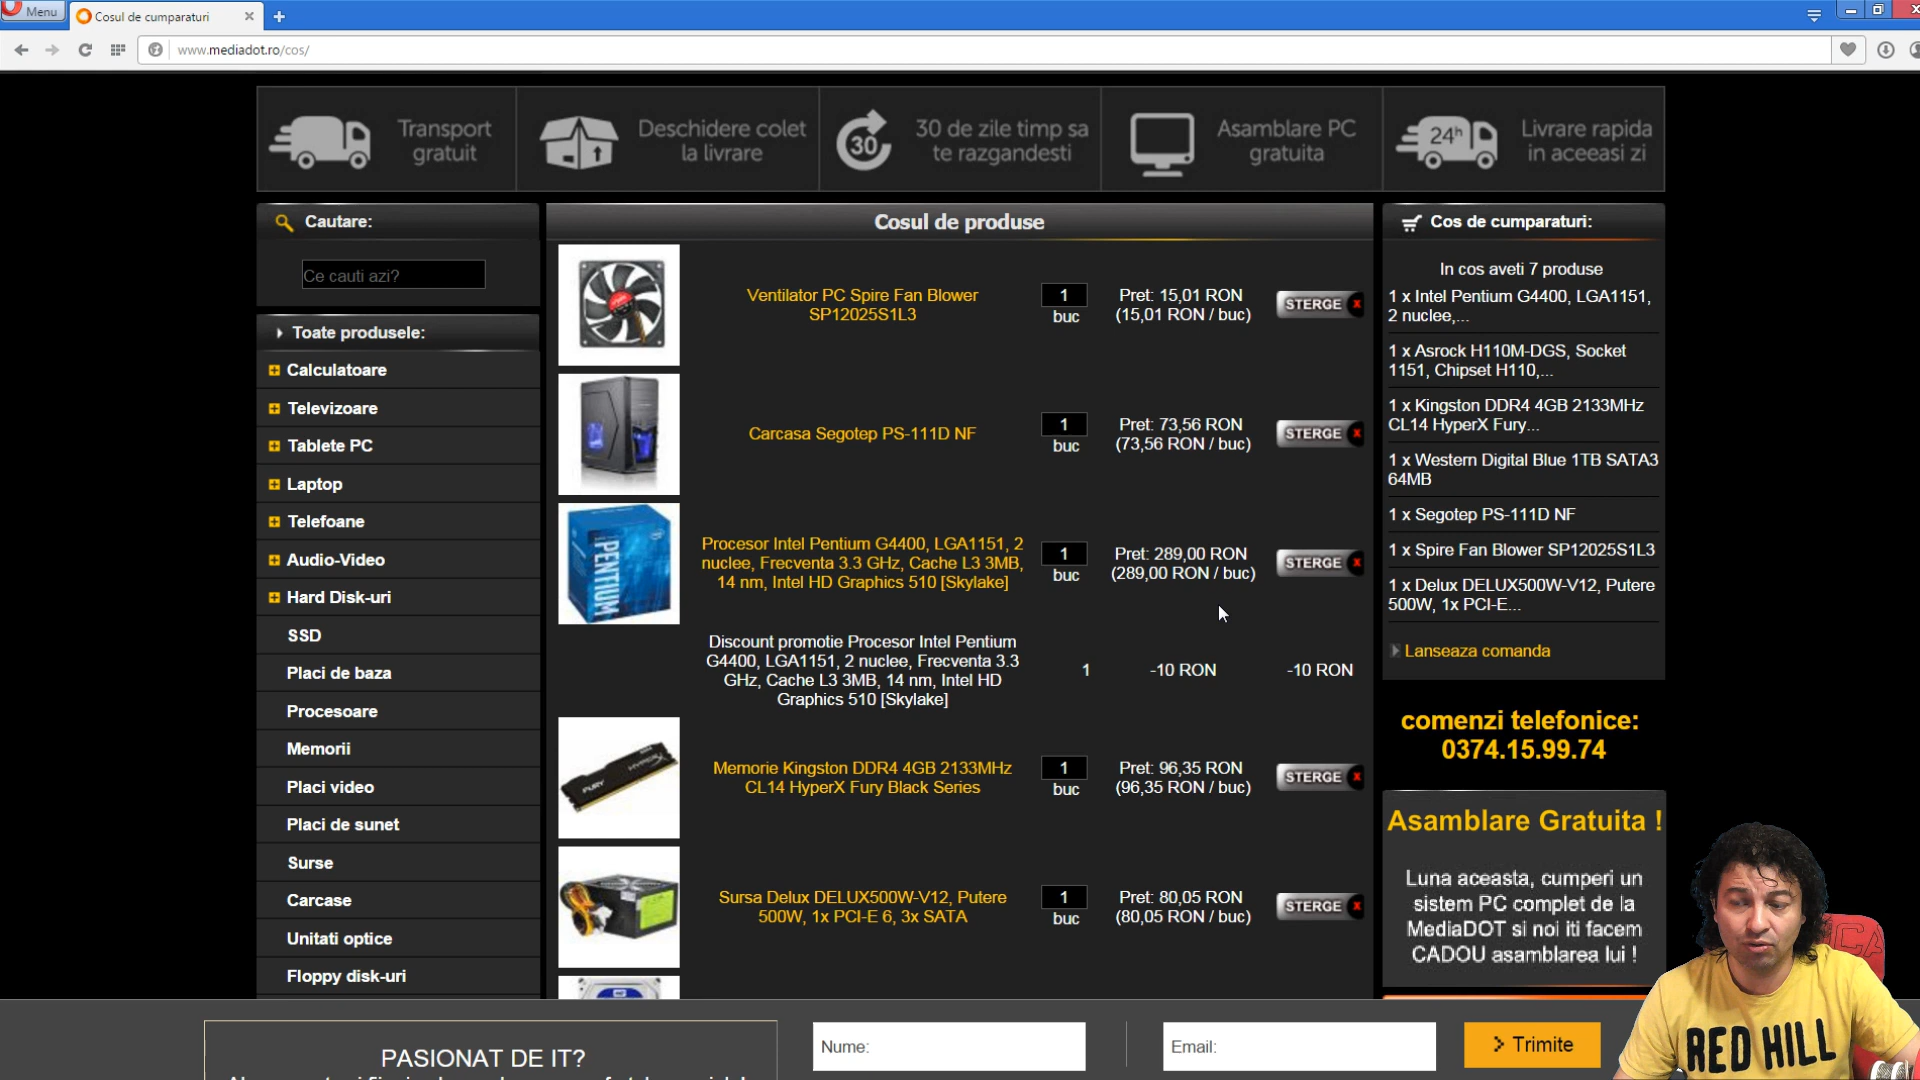 Menu
Cosul de cumparaturi
www.mediadot.ro/cos/
Transport
gratuit
Deschidere colet
la livrare
30
30 de zile timp sa
te razgandesti
Asamblare PC
gratuita
24h
Livrare rapida
in aceeasi zi
Cautare:
Ce cauti azi?
Toate produsele:
Calculatoare
Televizoare
Tablete PC
Laptop
Telefoane
Audio-Video
Hard Disk-uri
SSD
Placi de baza
Procesoare
Memorii
Placi video
Placi de sunet
Surse
Carcase
Unitati optice
Floppy disk-uri
Cosul de produse
Ventilator PC Spire Fan Blower
SP12025S1L3
1
buc
Pret: 15,01 RON
(15,01 RON / buc)
STERGE x
Carcasa Segotep PS-111D NF
1
buc
Pret: 73,56 RON
(73,56 RON / buc)
STERGE x
PENTIUM
Procesor Intel Pentium G4400, LGA1151, 2
nuclee, Frecventa 3.3 GHz, Cache L3 3MB,
14 nm, Intel HD Graphics 510 [Skylake]
1
buc
Pret: 289,00 RON
(289,00 RON / buc)
STERGE x
Discount promotie Procesor Intel Pentium
G4400, LGA1151, 2 nuclee, Frecventa 3.3
GHz, Cache L3 3MB, 14 nm, Intel HD
Graphics 510 [Skylake]
1
-10 RON
-10 RON
FURY HYPERX
Memorie Kingston DDR4 4GB 2133MHz
CL14 HyperX Fury Black Series
1
buc
Pret: 96,35 RON
(96,35 RON / buc)
STERGE x
Sursa Delux DELUX500W-V12, Putere
500W, 1x PCI-E 6, 3x SATA
1
buc
Pret: 80,05 RON
(80,05 RON / buc)
STERGE x
Cos de cumparaturi:
In cos aveti 7 produse
1 x Intel Pentium G4400, LGA1151,
2 nuclee,...
1 x Asrock H110M-DGS, Socket
1151, Chipset H110,...
1 x Kingston DDR4 4GB 2133MHz
CL14 HyperX Fury...
1 x Western Digital Blue 1TB SATA3
64MB
1 x Segotep PS-111D NF
1 x Spire Fan Blower SP12025S1L3
1 x Delux DELUX500W-V12, Putere
500W, 1x PCI-E...
Lanseaza comanda
comenzi telefonice:
0374.15.99.74
Asamblare Gratuita !
Luna aceasta, cumperi un
sistem PC complet de la
MediaDOT si noi iti facem
CADOU asamblarea lui !
PASIONAT DE IT?
Nume:
Email:
> Trimite
RED HILL